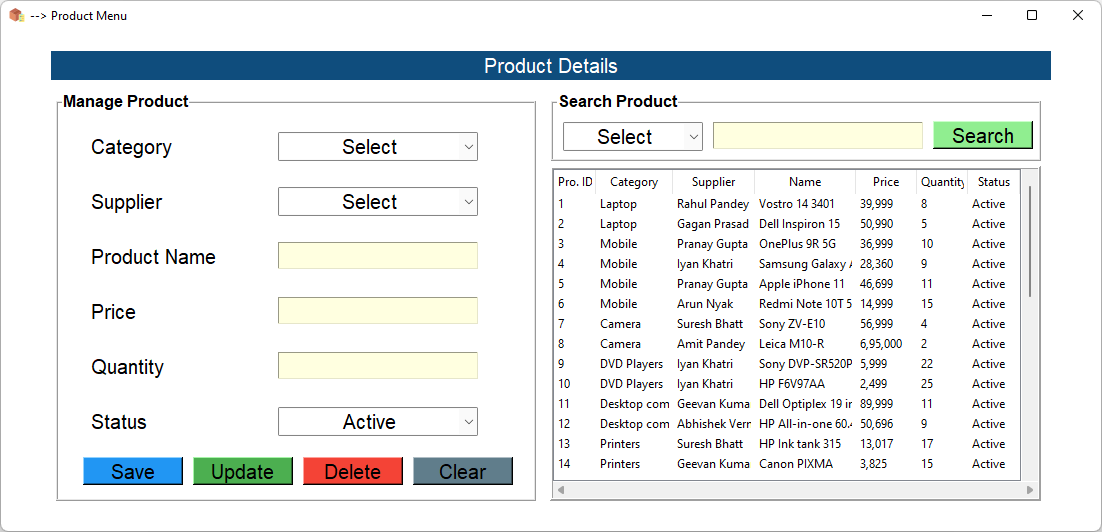 --> Product Menu
Product Details
Manage Product
Category Select
Supplier Select
Product Name
Price
Quantity
Status Active
Save Update Delete Clear
Search Product
Select Search
Pro. ID Category Supplier Name Price Quantity Status
1 Laptop Rahul Pandey Vostro 14 3401 39,999 8 Active
2 Laptop Gagan Prasad Dell Inspiron 15 50,990 5 Active
3 Mobile Pranay Gupta OnePlus 9R 5G 36,999 10 Active
4 Mobile Iyan Khatri Samsung Galaxy 28,360 9 Active
5 Mobile Pranay Gupta Apple iPhone 11 46,699 11 Active
6 Mobile Arun Nyak Redmi Note 10T 5 14,999 15 Active
7 Camera Suresh Bhatt Sony ZV-E10 56,999 4 Active
8 Camera Amit Pandey Leica M10-R 6,95,000 2 Active
9 DVD Players Iyan Khatri Sony DVP-SR520P 5,999 22 Active
10 DVD Players Iyan Khatri HP F6V97AA 2,499 25 Active
11 Desktop com Geevan Kuma Dell Optiplex 19 in 89,999 11 Active
12 Desktop com Abhishek Vern HP All-in-one 60.4 50,696 9 Active
13 Printers Suresh Bhatt HP Ink tank 315 13,017 17 Active
14 Printers Geevan Kuma Canon PIXMA 3,825 15 Active